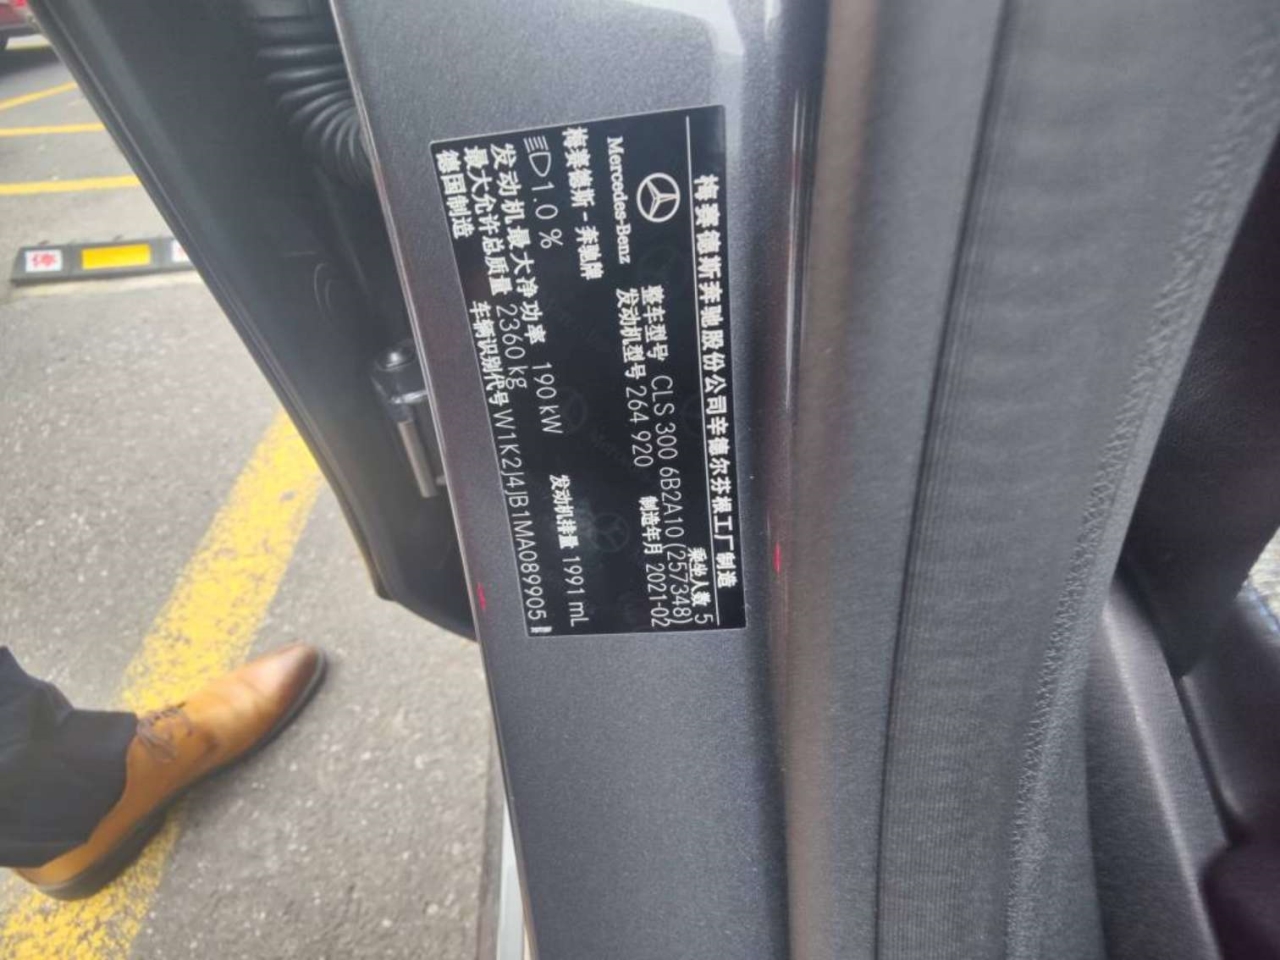 梅赛德斯奔驰股份公司辛德尔芬根工厂制造
乘坐人数 5
Mercedes-Benz
整车型号 CLS 300 6B2A10 (257348)
发动机型号 264 920
制造年月 2021-02
梅赛德斯-奔驰牌
1.0 %
发动机最大净功率 190 kW
发动机排量 1991 mL
最大允许总质量 2360 kg
德国制造
车辆识别代号 W1K2J4JB1MA089905
停